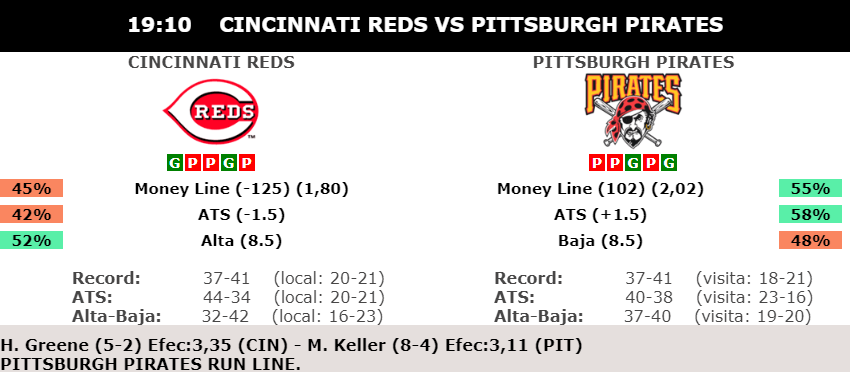 19:10 CINCINNATI REDS VS PITTSBURGH PIRATES
CINCINNATI REDS PITTSBURGH PIRATES
REDS PIRATES
G P P G P P P G P G
45% Money Line (-125) (1,80) Money Line (102) (2,02) 55%
42% ATS (-1.5) ATS (+1.5) 58%
52% Alta (8.5) Baja (8.5) 48%
Record: 37-41 (local: 20-21) Record: 37-41 (visita: 18-21)
ATS: 44-34 (local: 20-21) ATS: 40-38 (visita: 23-16)
Alta-Baja: 32-42 (local: 16-23) Alta-Baja: 37-40 (visita: 19-20)
H. Greene (5-2) Efec:3,35 (CIN) - M. Keller (8-4) Efec:3,11 (PIT)
PITTSBURGH PIRATES RUN LINE.